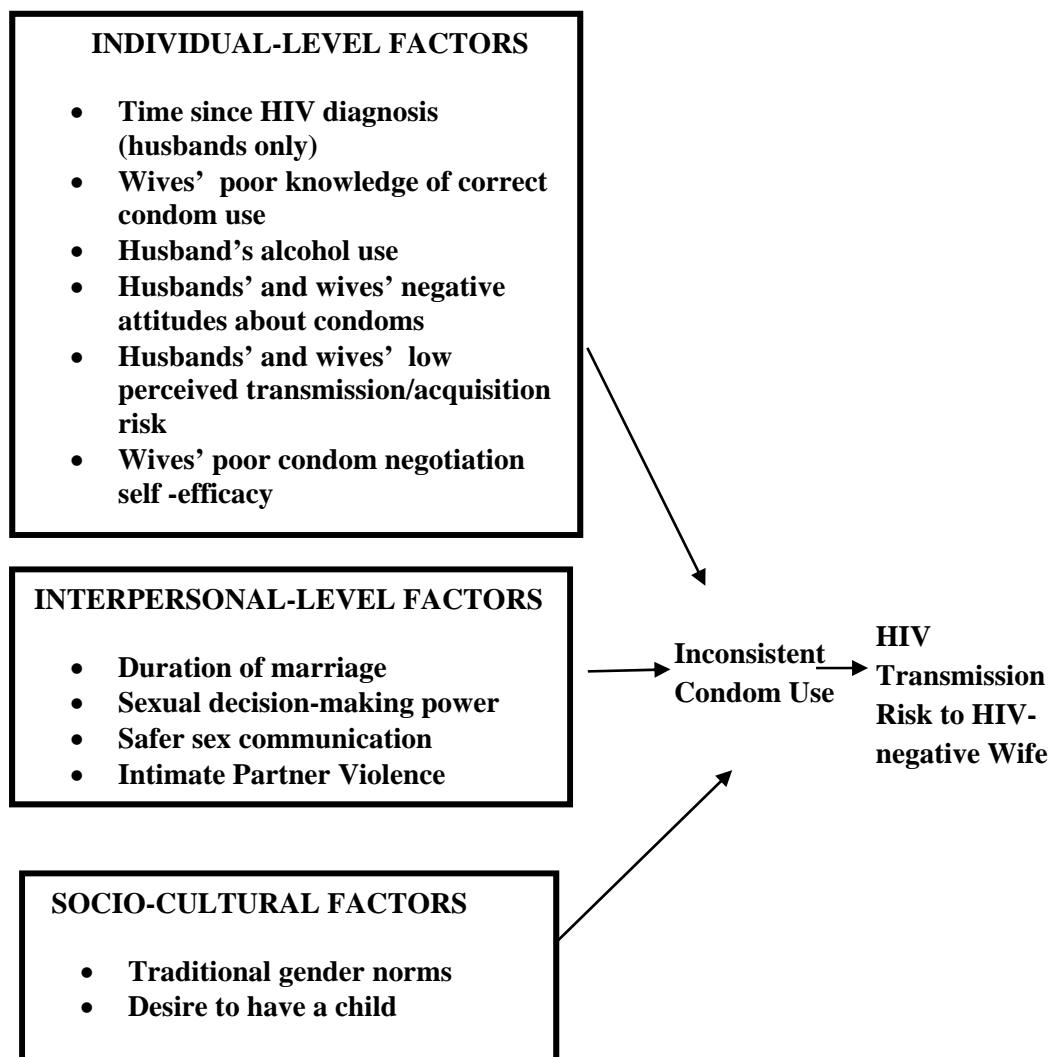 INDIVIDUAL-LEVEL FACTORS
• Time since HIV diagnosis
(husbands only)
• Wives’ poor knowledge of correct
condom use
• Husband’s alcohol use
• Husbands’ and wives’ negative
attitudes about condoms
• Husbands’ and wives’ low
perceived transmission/acquisition
risk
• Wives’ poor condom negotiation
self -efficacy
INTERPERSONAL-LEVEL FACTORS
• Duration of marriage
• Sexual decision-making power
• Safer sex communication
• Intimate Partner Violence
SOCIO-CULTURAL FACTORS
• Traditional gender norms
• Desire to have a child
Inconsistent
Condom Use
HIV
Transmission
Risk to HIV-
negative Wife